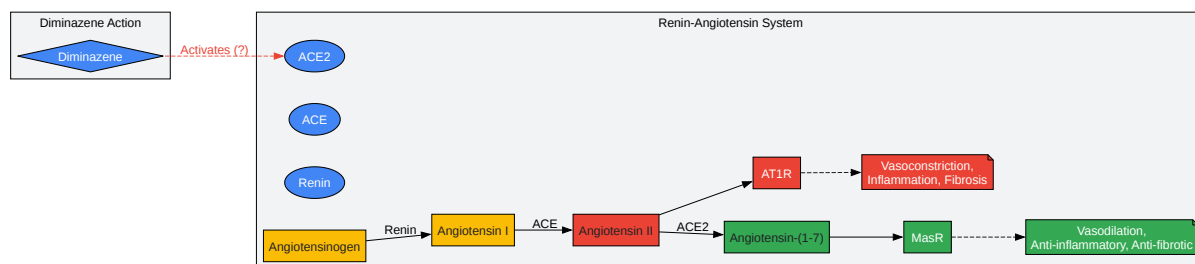 Diminazene Action
Renin-Angiotensin System
Diminazene
Activates (?)
ACE2
ACE
Renin
AT1R
Vasoconstriction,
Inflammation, Fibrosis
Angiotensinogen
Renin
Angiotensin I
ACE
Angiotensin II
ACE2
Angiotensin-(1-7)
MasR
Vasodilation,
Anti-inflammatory, Anti-fibrotic